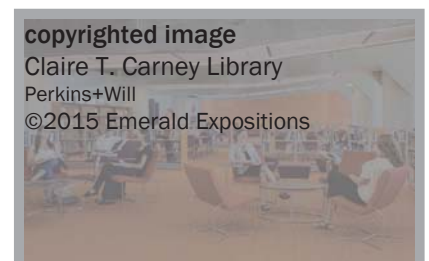 copyrighted image
Claire T. Carney Library
Perkins+Will
©2015 Emerald Expositions